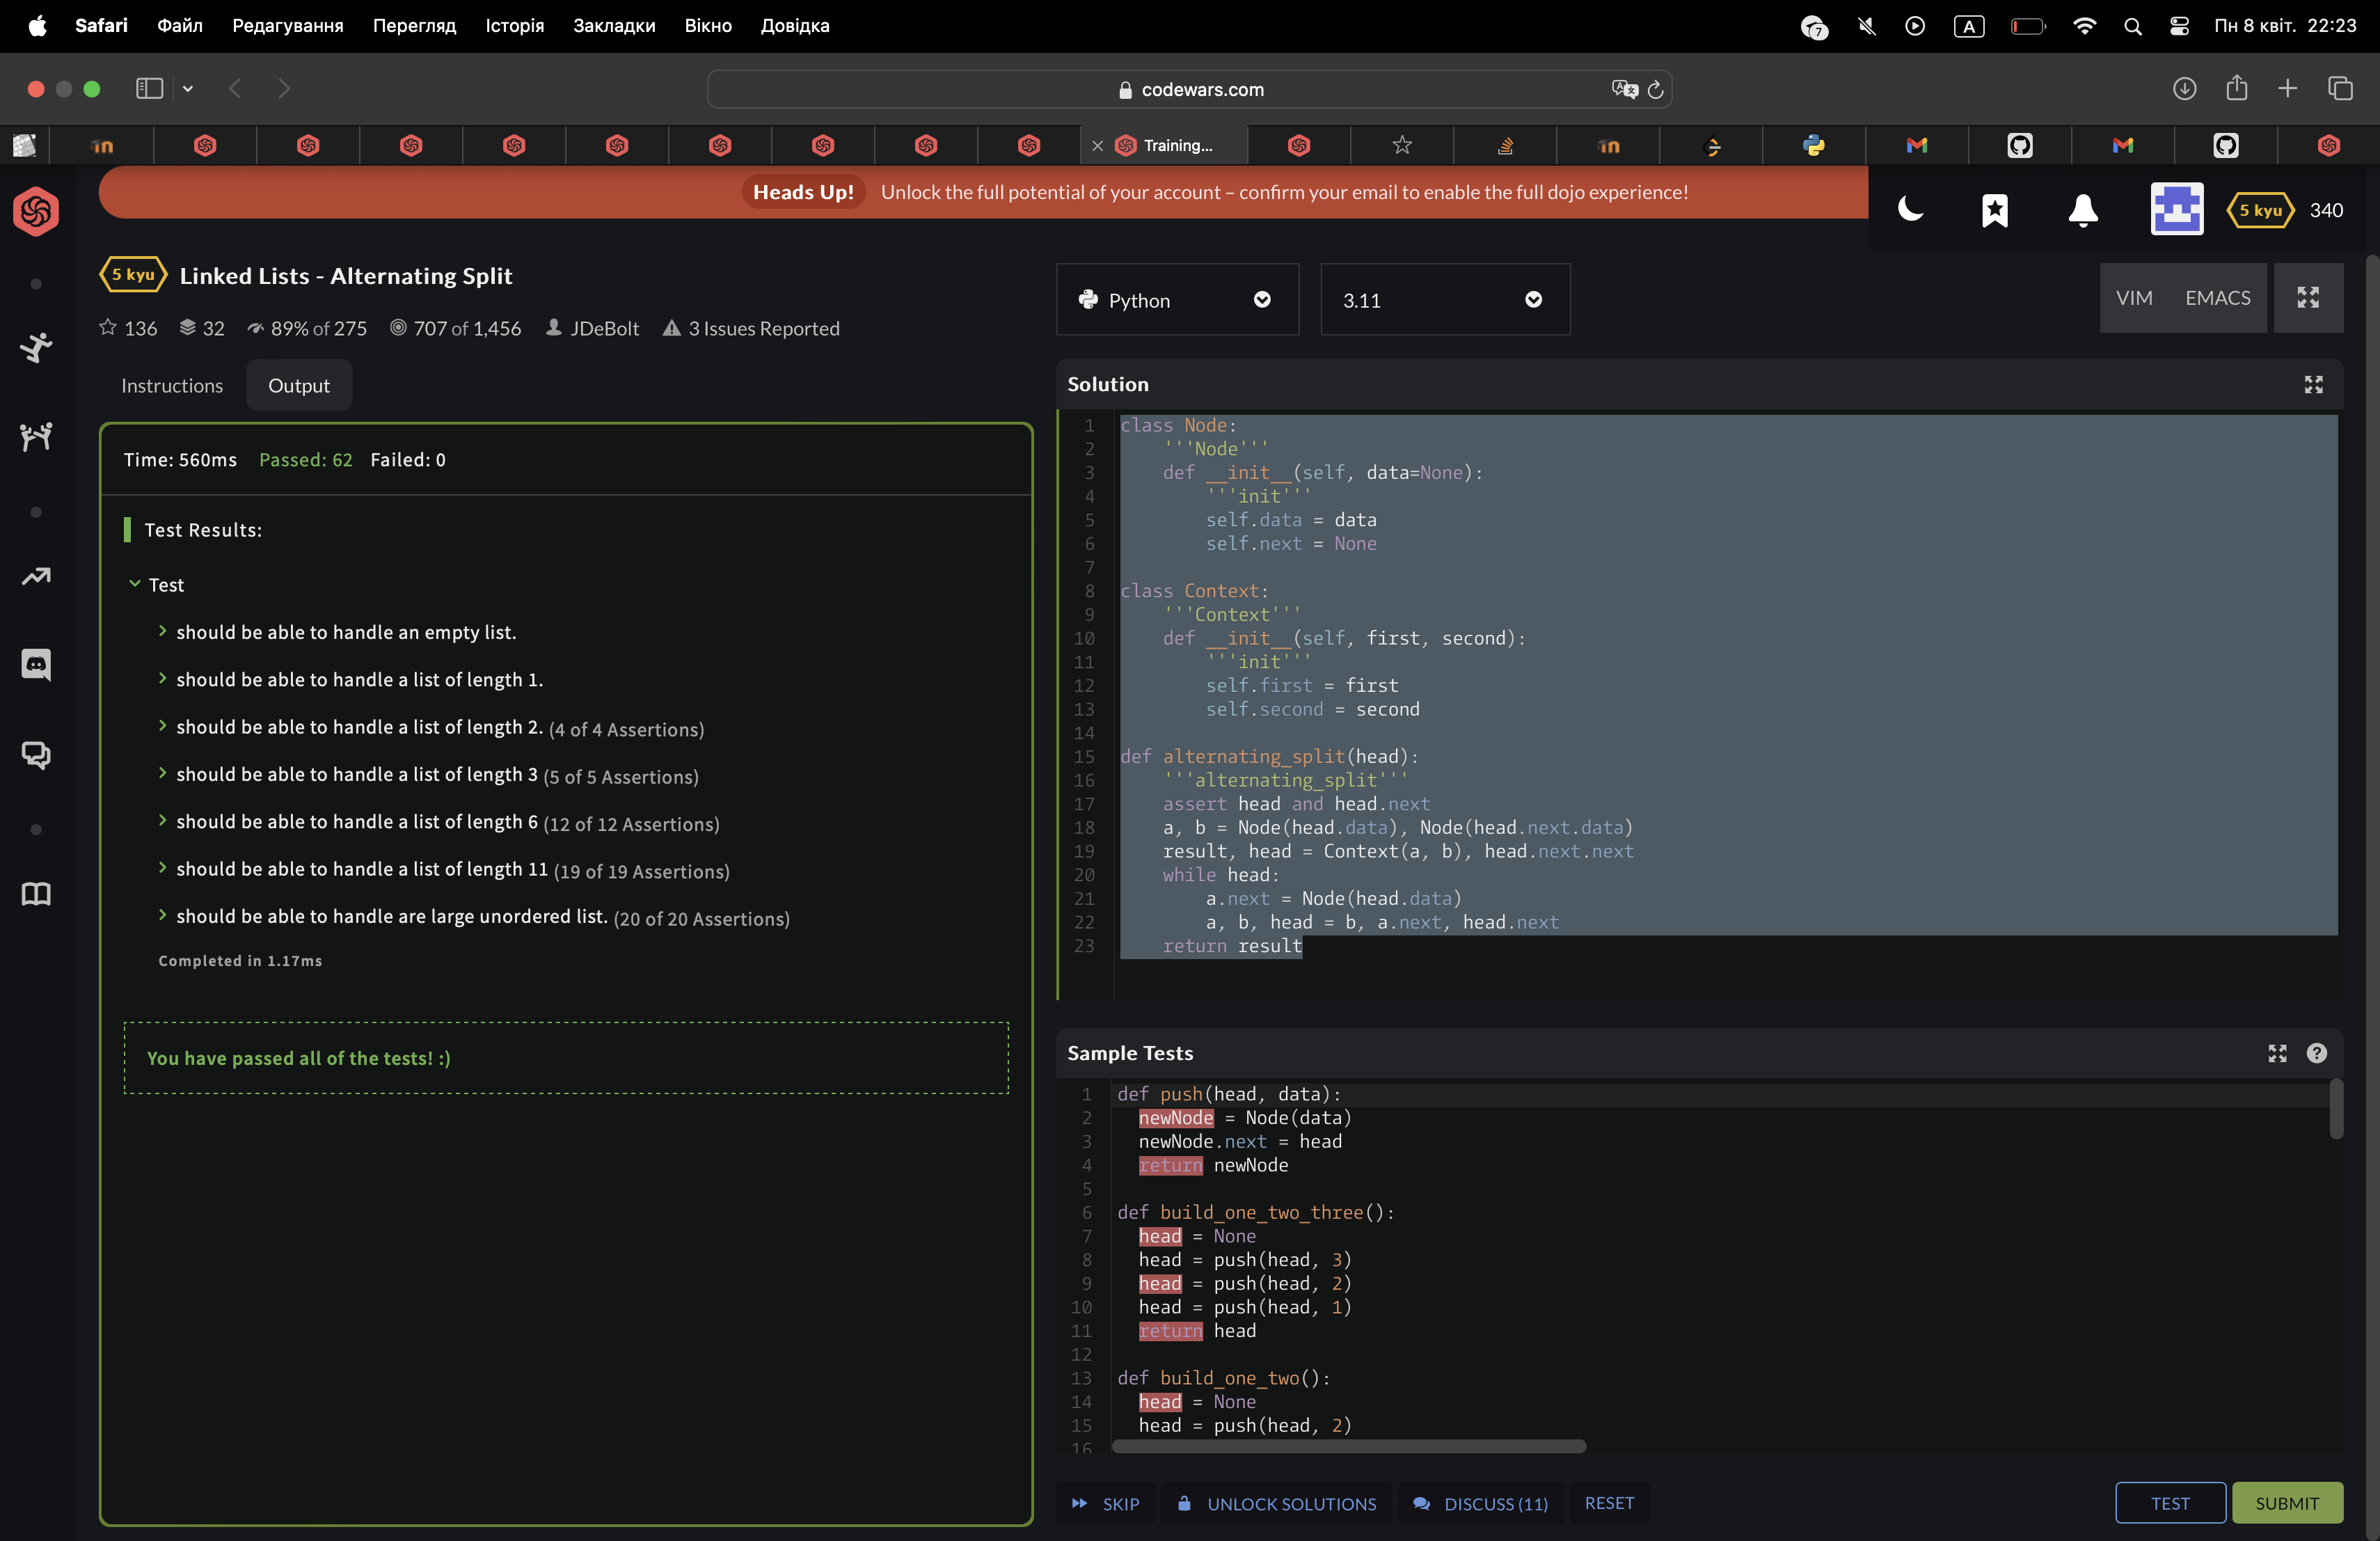 Safari Файл Редагування Перегляд Історія Закладки Вікно Довідка
7 A Пн 8 квіт. 22:23
codewars.com
in Training... in
Heads Up! Unlock the full potential of your account – confirm your email to enable the full dojo experience!
5 kyu 340
5 kyu Linked Lists - Alternating Split
136 32 89% of 275 707 of 1,456 JDeBolt 3 Issues Reported
Instructions Output
Time: 560ms Passed: 62 Failed: 0
Test Results:
Test
should be able to handle an empty list.
should be able to handle a list of length 1.
should be able to handle a list of length 2. (4 of 4 Assertions)
should be able to handle a list of length 3 (5 of 5 Assertions)
should be able to handle a list of length 6 (12 of 12 Assertions)
should be able to handle a list of length 11 (19 of 19 Assertions)
should be able to handle are large unordered list. (20 of 20 Assertions)
Completed in 1.17ms
You have passed all of the tests! :)
Python 3.11 VIM EMACS
Solution
1 class Node:
2 '''Node'''
3 def __init__(self, data=None):
4 '''init'''
5 self.data = data
6 self.next = None
7
8 class Context:
9 '''Context'''
10 def __init__(self, first, second):
11 '''init'''
12 self.first = first
13 self.second = second
14
15 def alternating_split(head):
16 '''alternating_split'''
17 assert head and head.next
18 a, b = Node(head.data), Node(head.next.data)
19 result, head = Context(a, b), head.next.next
20 while head:
21 a.next = Node(head.data)
22 a, b, head = b, a.next, head.next
23 return result
Sample Tests
1 def push(head, data):
2 newNode = Node(data)
3 newNode.next = head
4 return newNode
5
6 def build_one_two_three():
7 head = None
8 head = push(head, 3)
9 head = push(head, 2)
10 head = push(head, 1)
11 return head
12
13 def build_one_two():
14 head = None
15 head = push(head, 2)
16
SKIP UNLOCK SOLUTIONS DISCUSS (11) RESET TEST SUBMIT